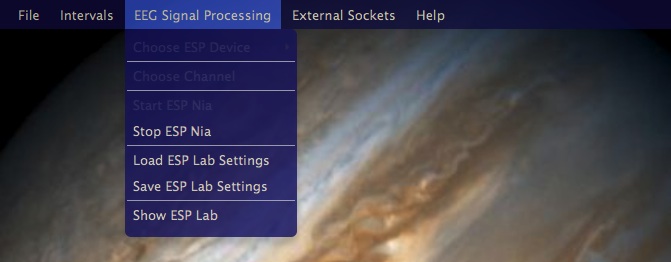 File Intervals EEG Signal Processing External Sockets Help
Choose ESP Device
Choose Channel
Start ESP Nia
Stop ESP Nia
Load ESP Lab Settings
Save ESP Lab Settings
Show ESP Lab